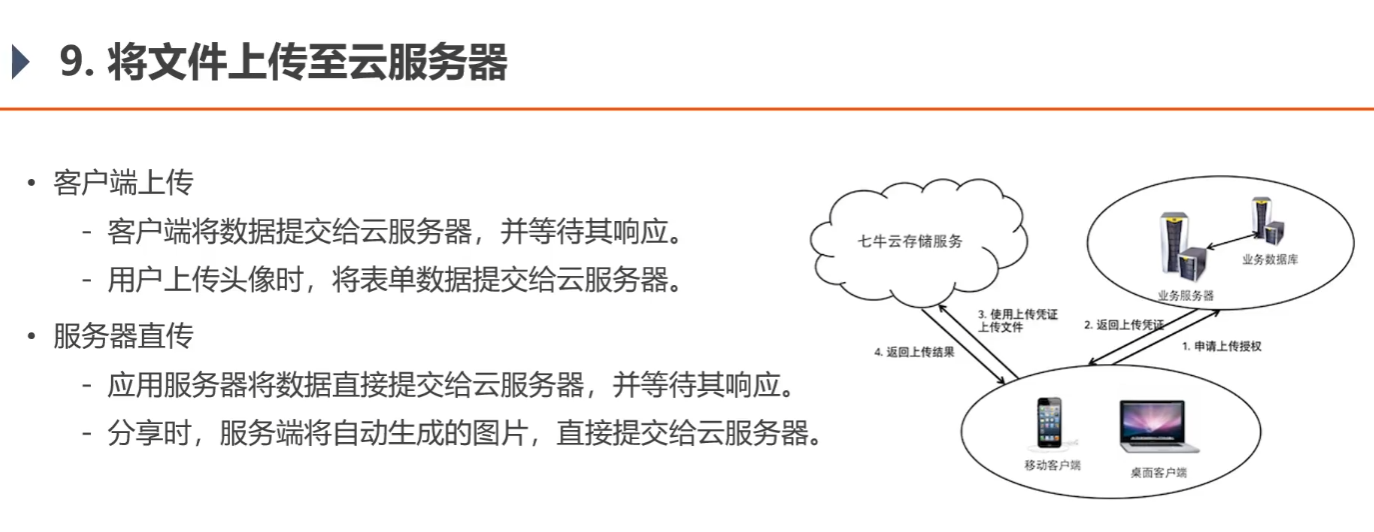 9. 将文件上传至云服务器
• 客户端上传
- 客户端将数据提交给云服务器，并等待其响应。
- 用户上传头像时，将表单数据提交给云服务器。
• 服务器直传
- 应用服务器将数据直接提交给云服务器，并等待其响应。
- 分享时，服务端将自动生成的图片，直接提交给云服务器。
七牛云存储服务
业务数据库
业务服务器
3. 使用上传凭证
上传文件
2. 返回上传凭证
1. 申请上传授权
4. 返回上传结果
移动客户端
桌面客户端